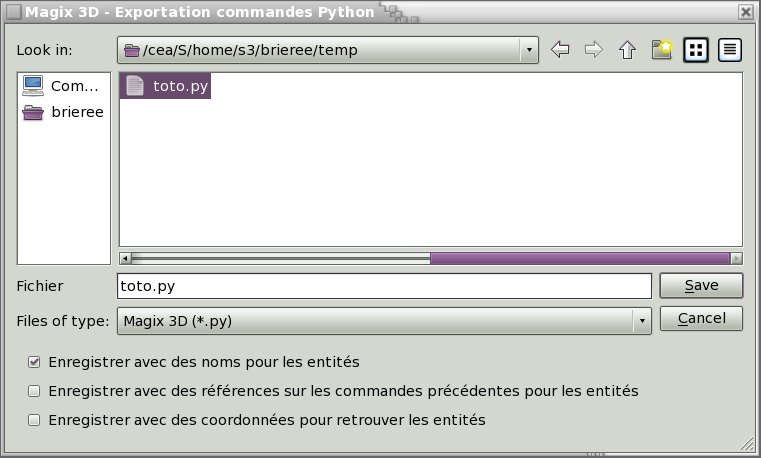 Magix 3D - Exportation commandes Python
Look in: /cea/S/home/s3/brieree/temp
Com...
toto.py
brieree
Fichier toto.py Save
Files of type: Magix 3D (*.py) Cancel
Enregistrer avec des noms pour les entités
Enregistrer avec des références sur les commandes précédentes pour les entités
Enregistrer avec des coordonnées pour retrouver les entités